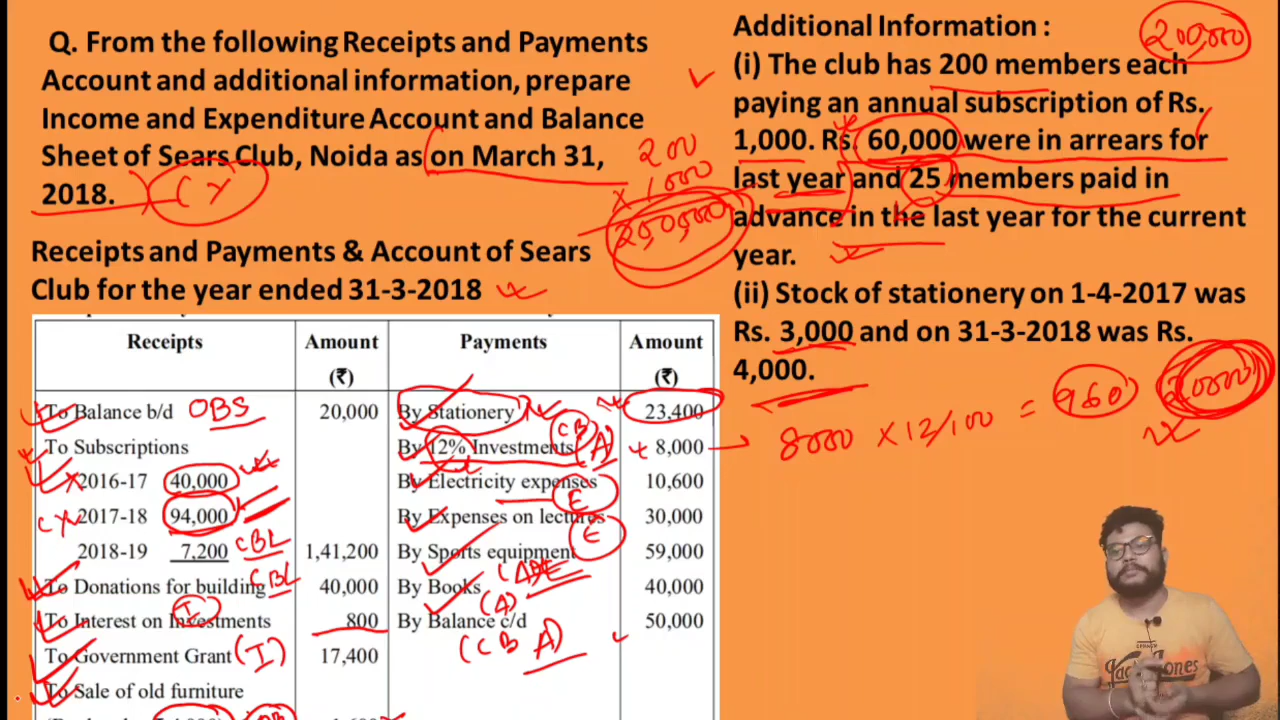 Q. From the following Receipts and Payments
Account and additional information, prepare
Income and Expenditure Account and Balance
Sheet of Sears Club, Noida as on March 31,
2018.
(Y)
Receipts and Payments & Account of Sears
Club for the year ended 31-3-2018
Receipts Amount Payments Amount
(₹) (₹)
To Balance b/d OBS 20,000 By Stationery 23,400
To Subscriptions By 12% Investments CB (A) 8,000
2016-17 40,000 By Electricity expenses E 10,600
CY 2017-18 94,000 By Expenses on lectures E 30,000
2018-19 7,200 CBL 1,41,200 By Sports equipment 59,000
To Donations for building CBL 40,000 By Books (A) 40,000
To Interest on Investments I 800 By Balance c/d (CB A) 50,000
To Government Grant (I) 17,400
To Sale of old furniture
200
x 1000
200,000
Additional Information :
200,000
(i) The club has 200 members each
paying an annual subscription of Rs.
1,000. Rs. 60,000 were in arrears for
last year and 25 members paid in
advance in the last year for the current
year.
(ii) Stock of stationery on 1-4-2017 was
Rs. 3,000 and on 31-3-2018 was Rs.
4,000.
8000 x 12/100 = 960